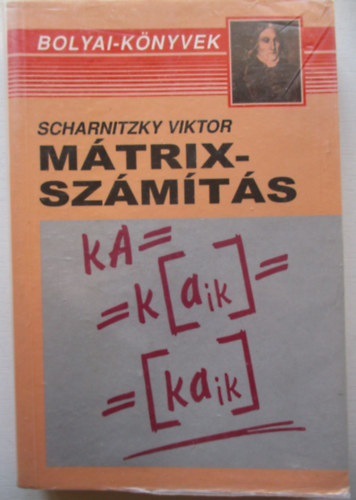 BOLYAI-KÖNYVEK
SCHARNITZKY VIKTOR
MÁTRIX-
SZÁMÍTÁS
kA=
=k[aik]=
=[kaik]